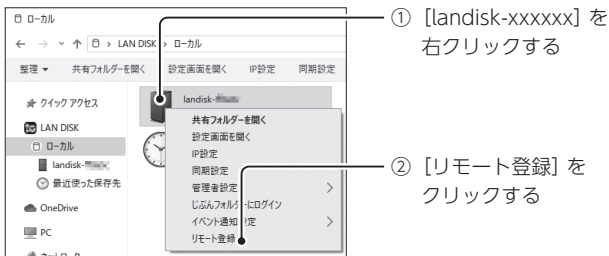 ローカル
LAN DISK › ローカル
整理
共有フォルダーを開く
設定画面を開く
IP設定
同期設定
クイック アクセス
LAN DISK
ローカル
landisk-
最近使った保存先
OneDrive
PC
landisk-
共有フォルダーを開く
設定画面を開く
IP設定
同期設定
管理者設定
じぶんフォルダーにログイン
イベント通知設定
リモート登録
① [landisk-xxxxxx] を
右クリックする
② [リモート登録] を
クリックする